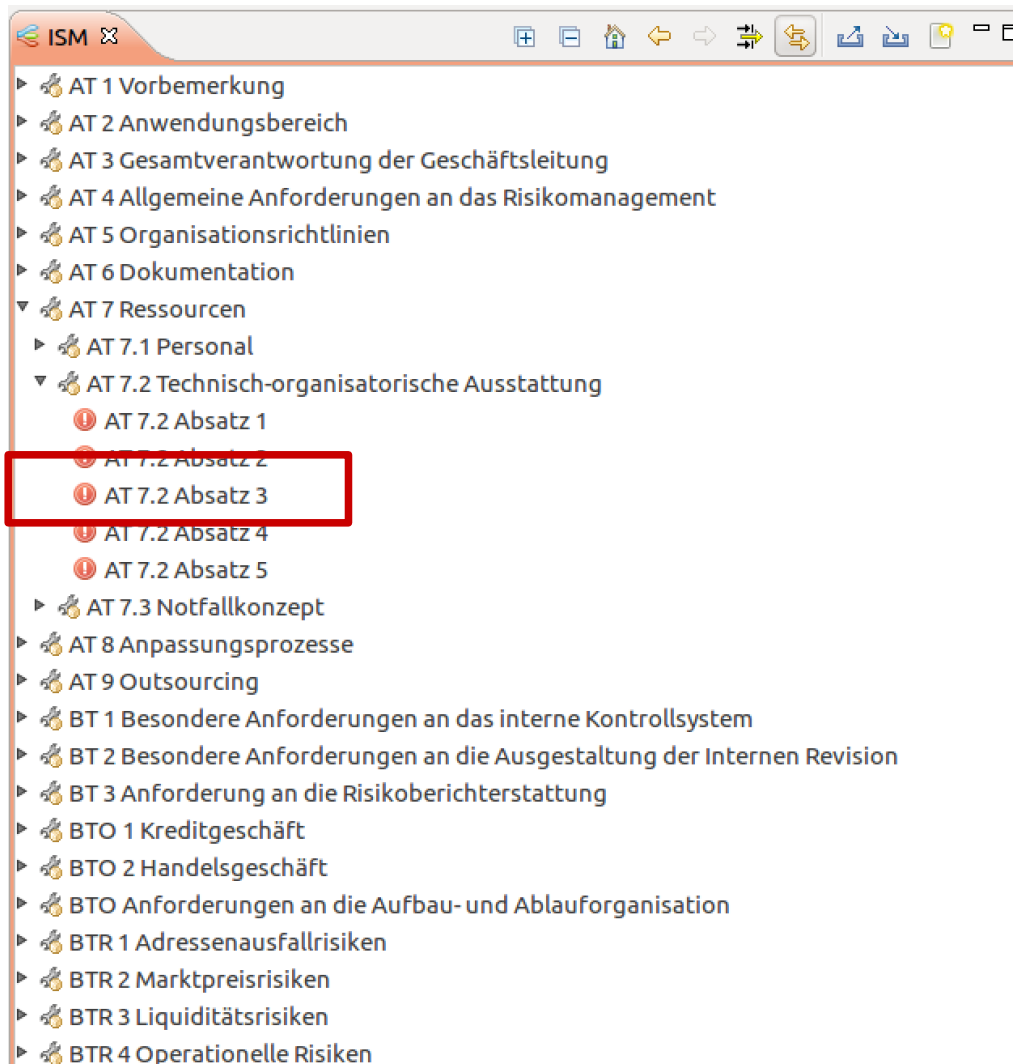 ISM
AT 1 Vorbemerkung
AT 2 Anwendungsbereich
AT 3 Gesamtverantwortung der Geschäftsleitung
AT 4 Allgemeine Anforderungen an das Risikomanagement
AT 5 Organisationsrichtlinien
AT 6 Dokumentation
AT 7 Ressourcen
AT 7.1 Personal
AT 7.2 Technisch-organisatorische Ausstattung
AT 7.2 Absatz 1
AT 7.2 Absatz 2
AT 7.2 Absatz 3
AT 7.2 Absatz 4
AT 7.2 Absatz 5
AT 7.3 Notfallkonzept
AT 8 Anpassungsprozesse
AT 9 Outsourcing
BT 1 Besondere Anforderungen an das interne Kontrollsystem
BT 2 Besondere Anforderungen an die Ausgestaltung der Internen Revision
BT 3 Anforderung an die Risikoberichterstattung
BTO 1 Kreditgeschäft
BTO 2 Handelsgeschäft
BTO Anforderungen an die Aufbau- und Ablauforganisation
BTR 1 Adressenausfallrisiken
BTR 2 Marktpreisrisiken
BTR 3 Liquiditätsrisiken
BTR 4 Operationelle Risiken